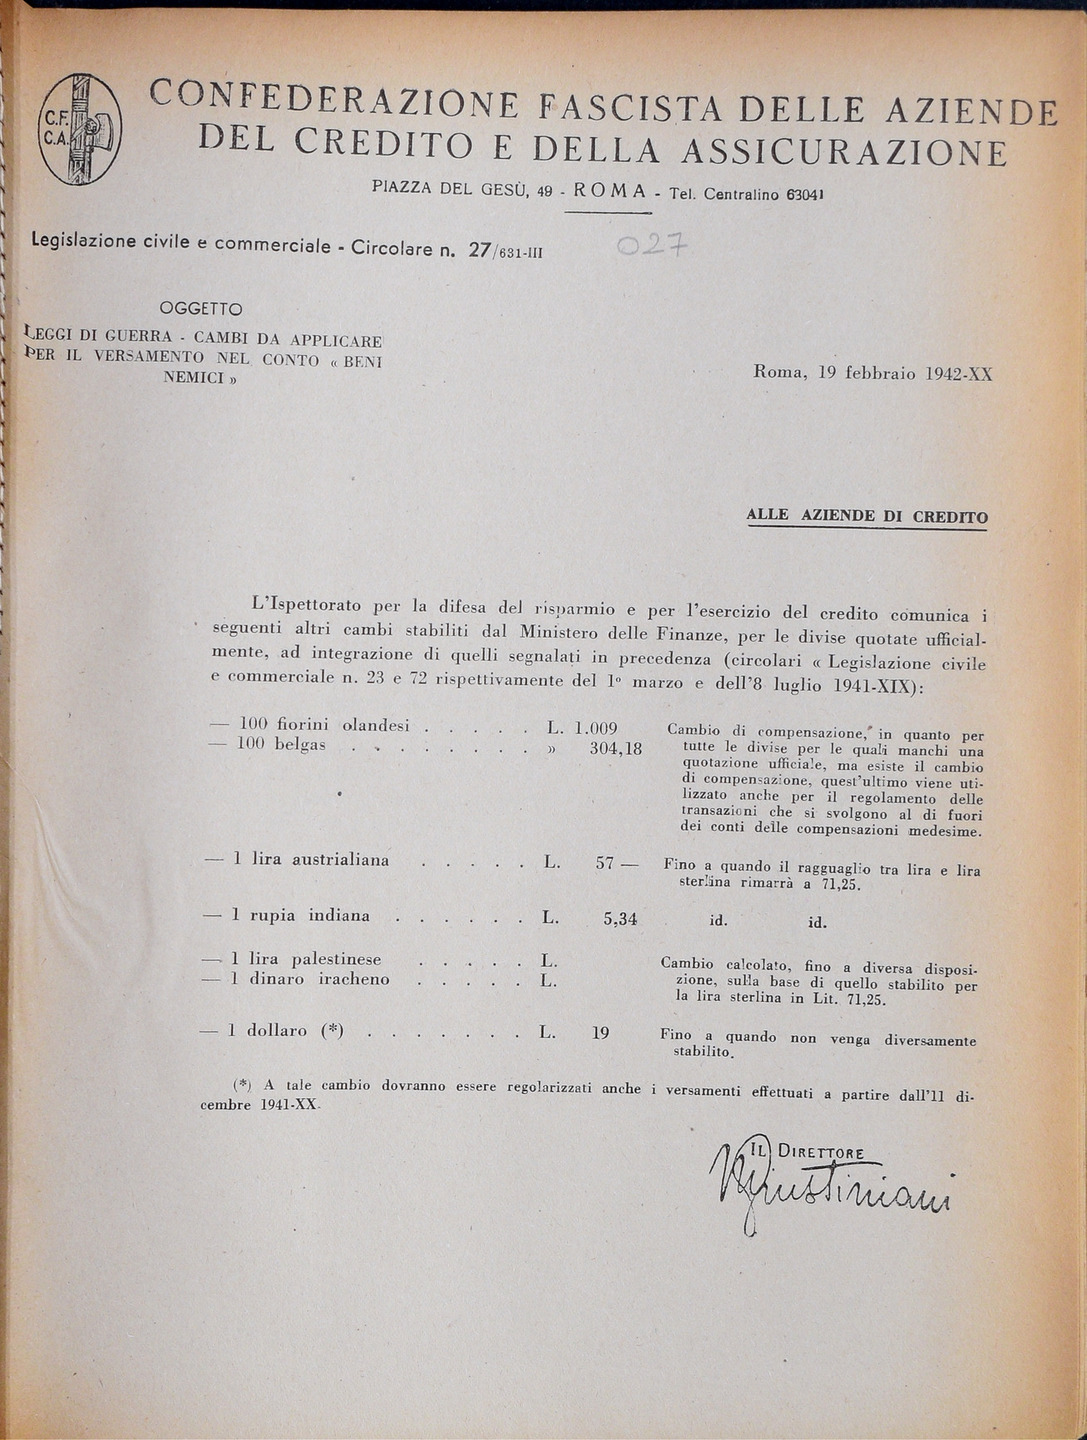 C.F.
C.A.
CONFEDERAZIONE FASCISTA DELLE AZIENDE
DEL CREDITO E DELLA ASSICURAZIONE
PIAZZA DEL GESÙ, 49 - ROMA - Tel. Centralino 63041
Legislazione civile e commerciale - Circolare n. 27/631-III 027
OGGETTO
LEGGI DI GUERRA - CAMBI DA APPLICARE
PER IL VERSAMENTO NEL CONTO « BENI
NEMICI »
Roma, 19 febbraio 1942-XX
ALLE AZIENDE DI CREDITO
L'Ispettorato per la difesa del risparmio e per l'esercizio del credito comunica i
seguenti altri cambi stabiliti dal Ministero delle Finanze, per le divise quotate ufficial-
mente, ad integrazione di quelli segnalati in precedenza (circolari « Legislazione civile
e commerciale n. 23 e 72 rispettivamente del 1º marzo e dell'8 luglio 1941-XIX):
— 100 fiorini olandesi . . . . . L. 1.009
— 100 belgas . . . . . . . . » 304,18
Cambio di compensazione, in quanto per
tutte le divise per le quali manchi una
quotazione ufficiale, ma esiste il cambio
di compensazione, quest'ultimo viene uti-
lizzato anche per il regolamento delle
transazioni che si svolgono al di fuori
dei conti delle compensazioni medesime.
— 1 lira austrialiana . . . . . L. 57 —
Fino a quando il ragguaglio tra lira e lira
sterlina rimarrà a 71,25.
— 1 rupia indiana . . . . . . L. 5,34 id. id.
— 1 lira palestinese . . . . . L.
— 1 dinaro iracheno . . . . . L.
Cambio calcolato, fino a diversa disposi-
zione, sulla base di quello stabilito per
la lira sterlina in Lit. 71,25.
— 1 dollaro (*) . . . . . . . L. 19
Fino a quando non venga diversamente
stabilito.
(*) A tale cambio dovranno essere regolarizzati anche i versamenti effettuati a partire dall'11 di-
cembre 1941-XX.
IL DIRETTORE
Giustiniani